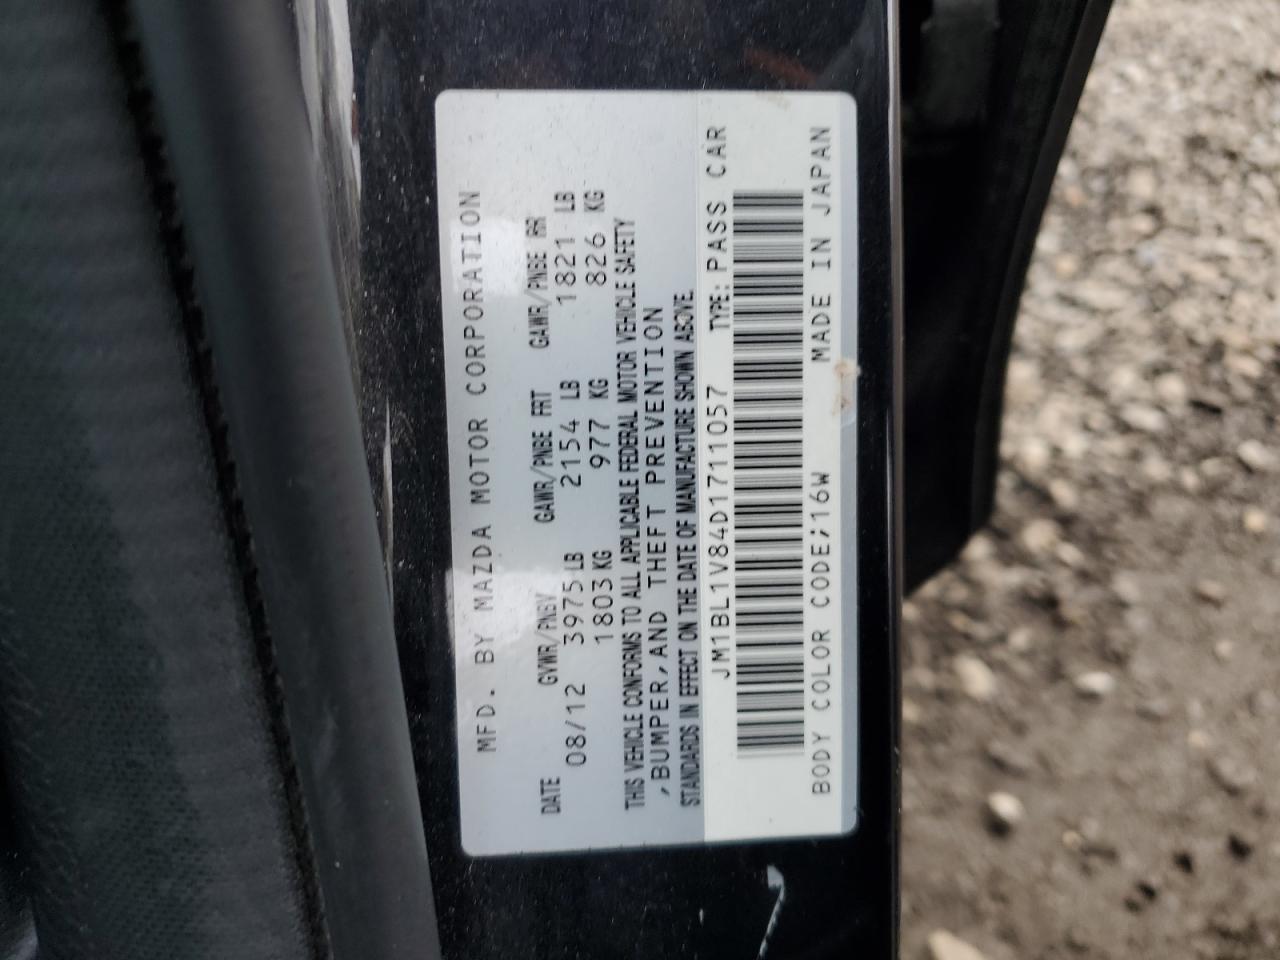 MFD. BY MAZDA MOTOR CORPORATION
DATE GVWR/PNBV GAWR/PNBE FRT GAWR/PNBE RR
08/12 3975 LB 2154 LB 1821 LB
1803 KG 977 KG 826 KG
THIS VEHICLE CONFORMS TO ALL APPLICABLE FEDERAL MOTOR VEHICLE SAFETY
,BUMPER,AND THEFT PREVENTION
STANDARDS IN EFFECT ON THE DATE OF MANUFACTURE SHOWN ABOVE.
JM1BL1V84D1711057 TYPE: PASS CAR
BODY COLOR CODE;16W MADE IN JAPAN